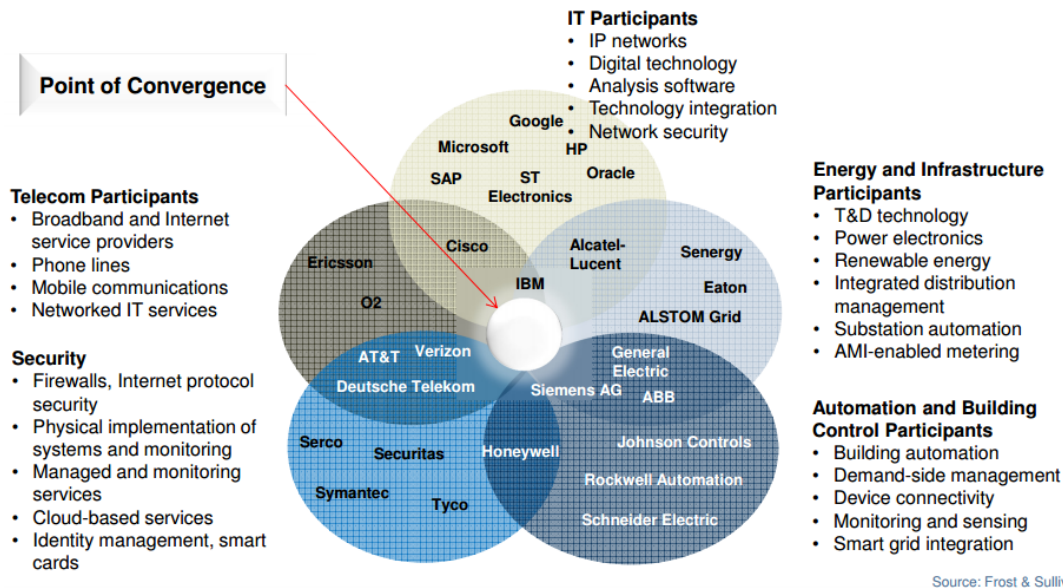 IT Participants
• IP networks
• Digital technology
• Analysis software
• Technology integration
• Network security
Point of Convergence
Telecom Participants
• Broadband and Internet
service providers
• Phone lines
• Mobile communications
• Networked IT services
Security
• Firewalls, Internet protocol
security
• Physical implementation of
systems and monitoring
• Managed and monitoring
services
• Cloud-based services
• Identity management, smart
cards
Google
Microsoft
HP
SAP
ST
Electronics
Oracle
Cisco
Alcatel-
Lucent
IBM
Ericsson
O2
Senergy
Eaton
ALSTOM Grid
AT&T
Verizon
Deutsche Telekom
General
Electric
Siemens AG
ABB
Serco
Securitas
Honeywell
Symantec
Tyco
Johnson Controls
Rockwell Automation
Schneider Electric
Energy and Infrastructure
Participants
• T&D technology
• Power electronics
• Renewable energy
• Integrated distribution
management
• Substation automation
• AMI-enabled metering
Automation and Building
Control Participants
• Building automation
• Demand-side management
• Device connectivity
• Monitoring and sensing
• Smart grid integration
Source: Frost & Sulliv